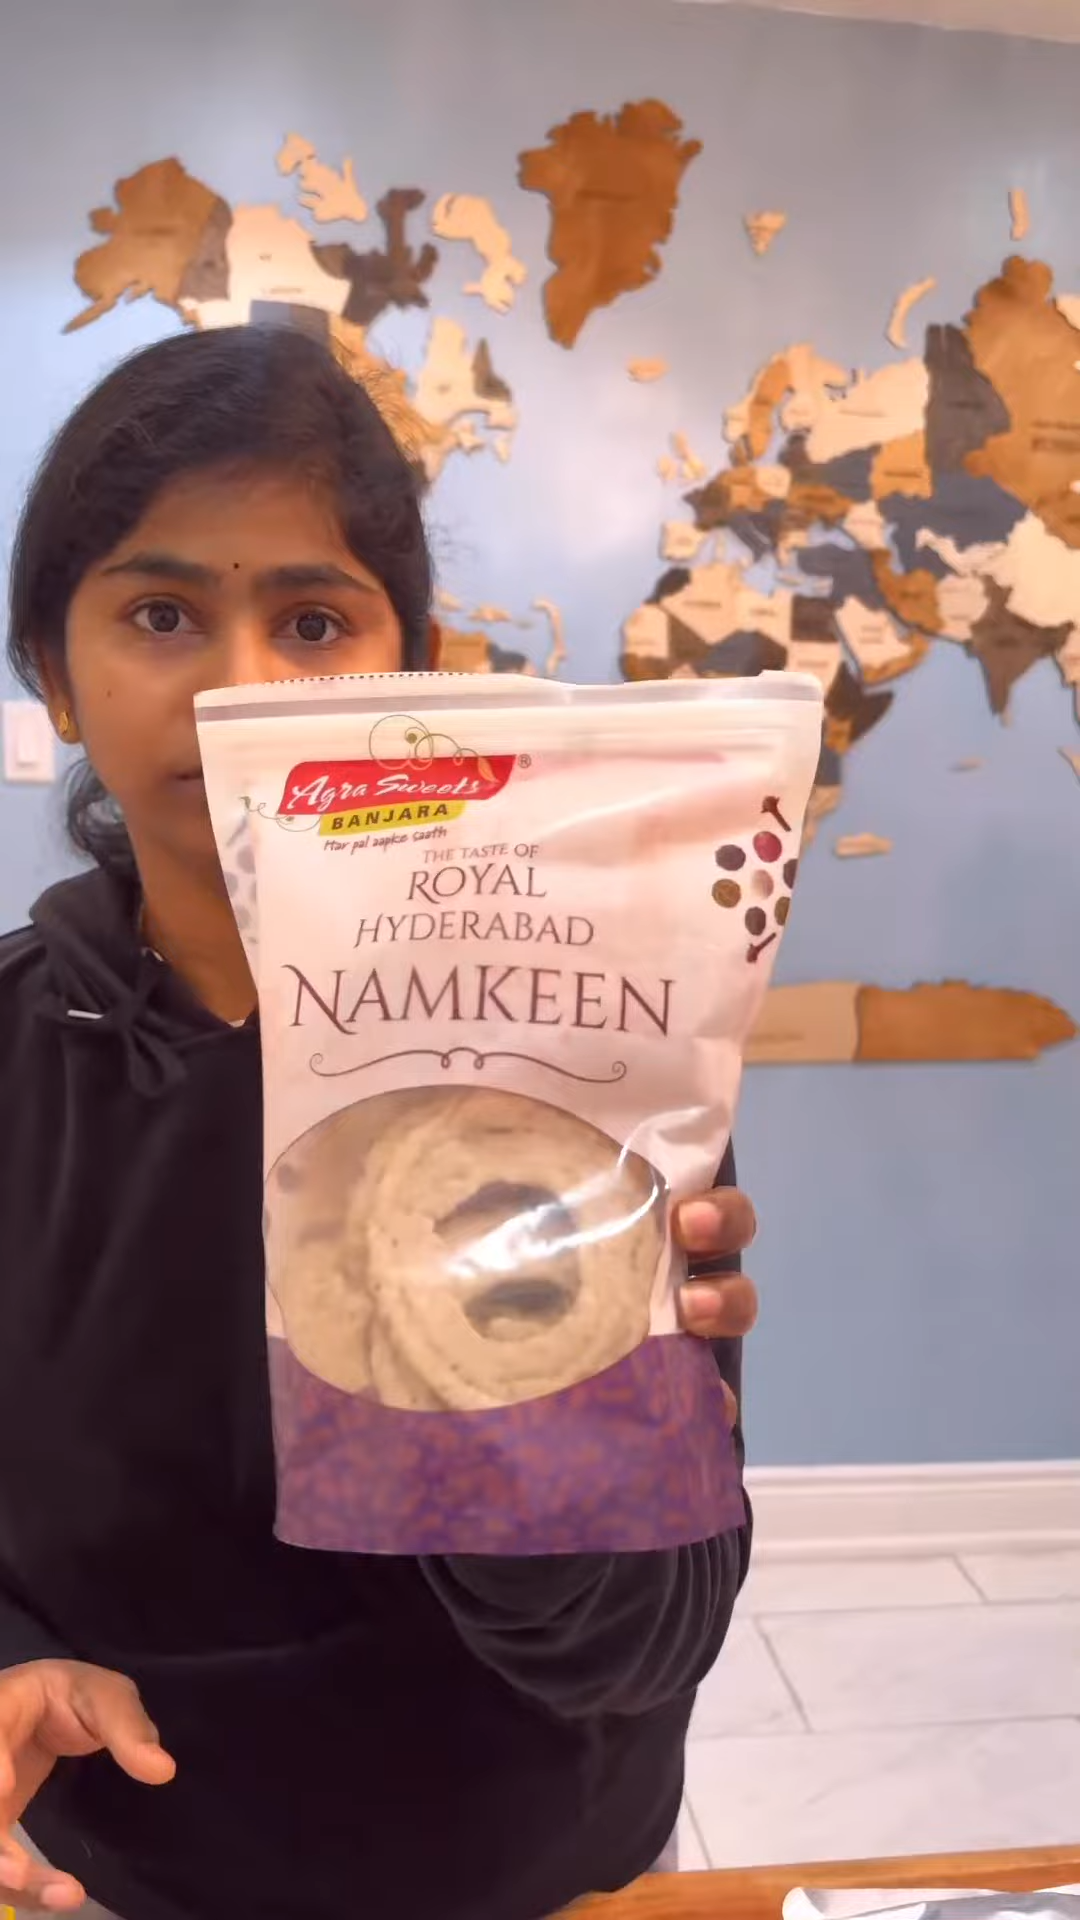 Agra Sweets ®
BANJARA
Har pal aapke saath
THE TASTE OF
ROYAL
HYDERABAD
NAMKEEN